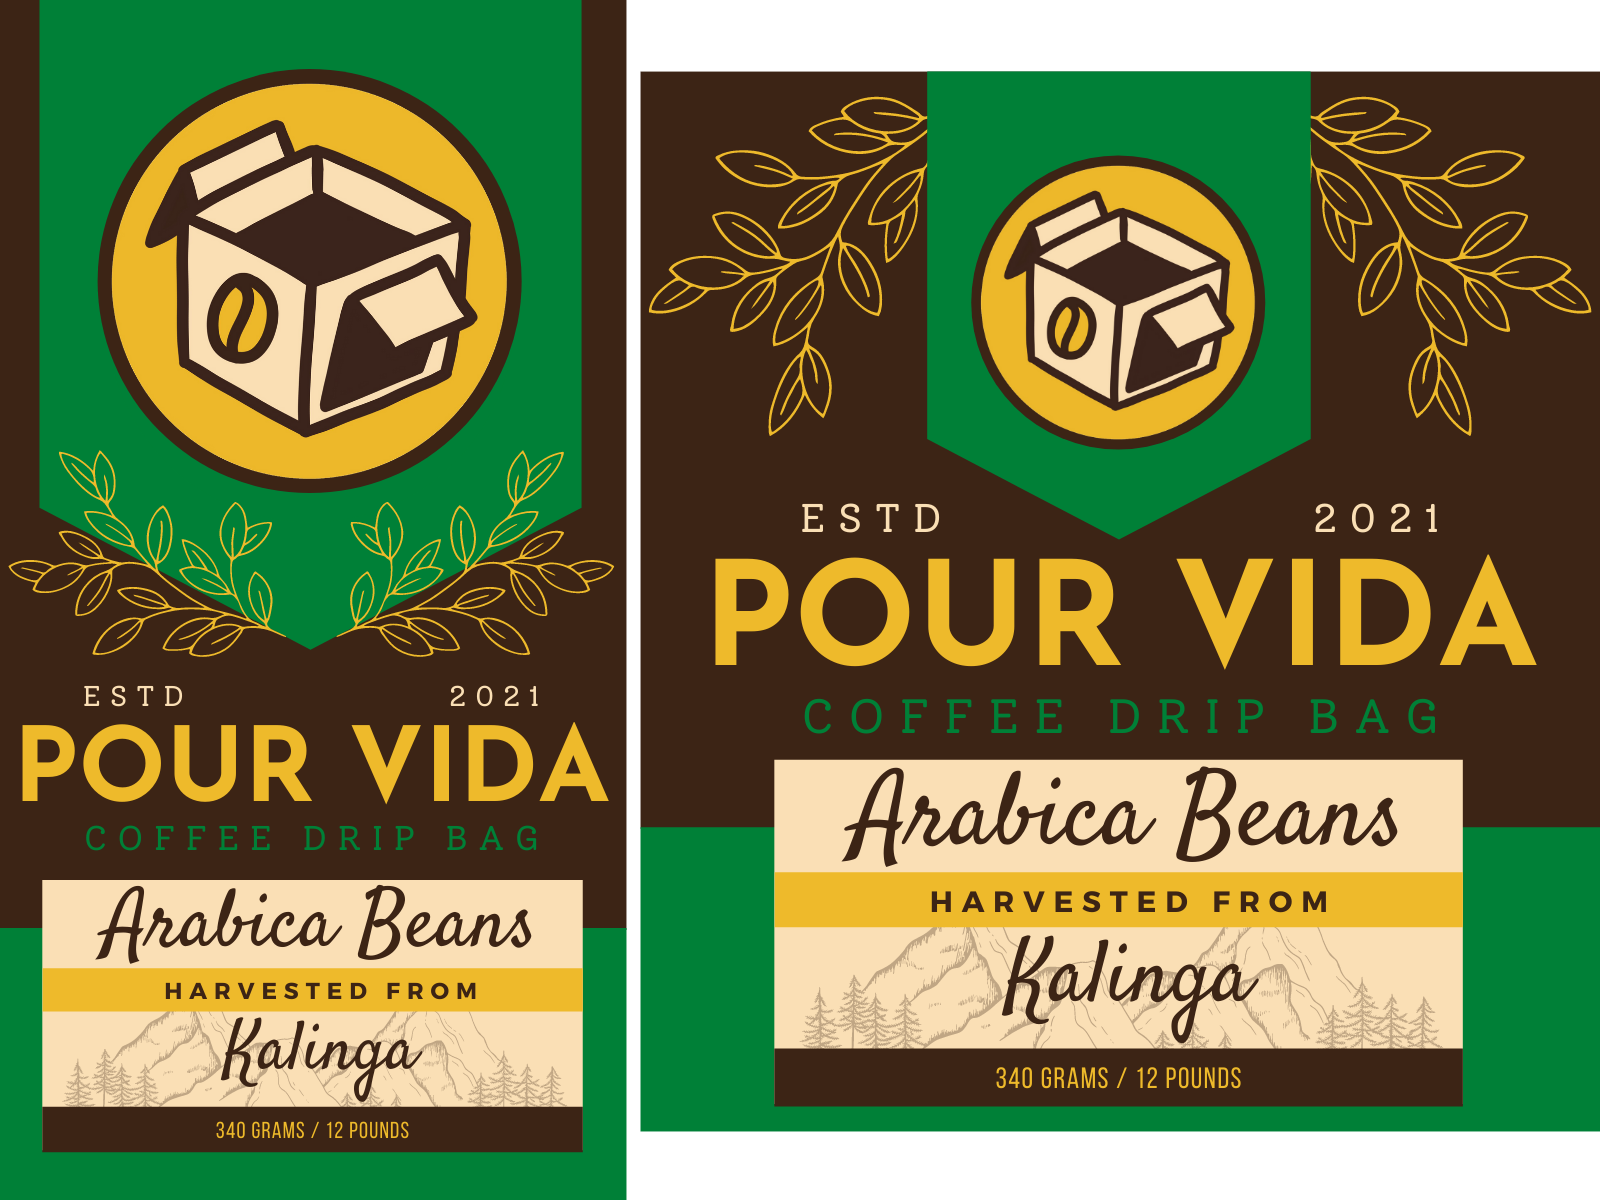 ESTD 2021
POUR VIDA
COFFEE DRIP BAG
Arabica Beans
HARVESTED FROM
Kalinga
340 GRAMS / 12 POUNDS
ESTD 2021
POUR VIDA
COFFEE DRIP BAG
Arabica Beans
HARVESTED FROM
Kalinga
340 GRAMS / 12 POUNDS